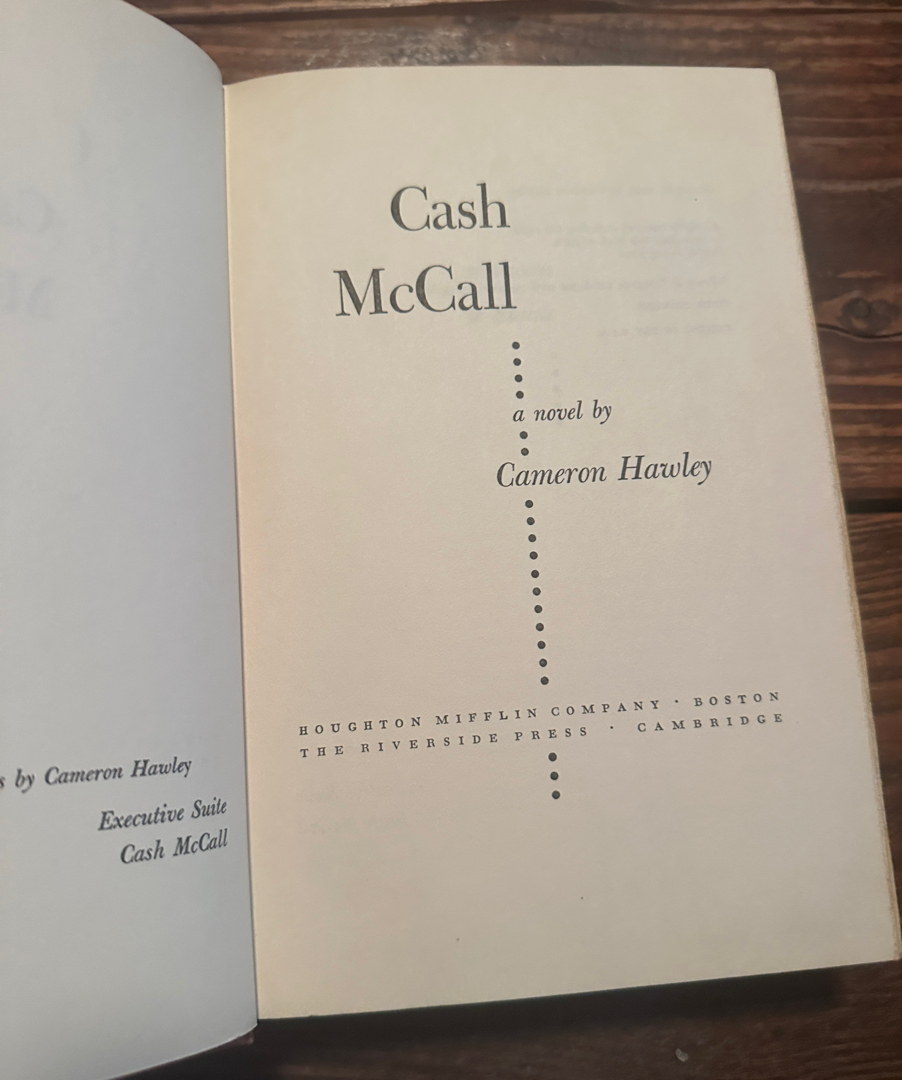 s by Cameron Hawley
Executive Suite
Cash McCall
Cash
McCall
a novel by
Cameron Hawley
HOUGHTON MIFFLIN COMPANY · BOSTON
THE RIVERSIDE PRESS · CAMBRIDGE